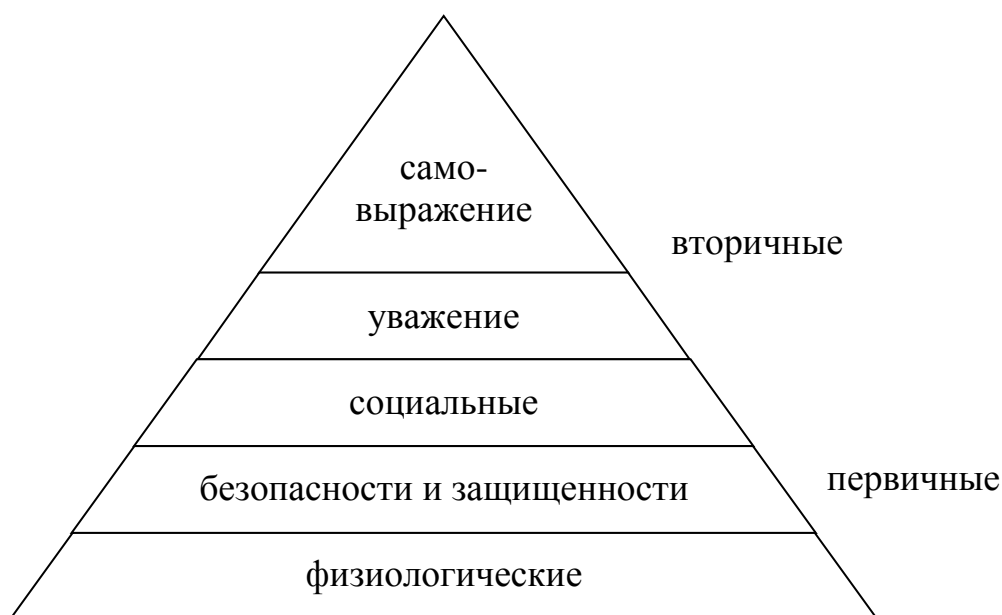 само-
выражение
вторичные
уважение
социальные
безопасности и защищенности
первичные
физиологические